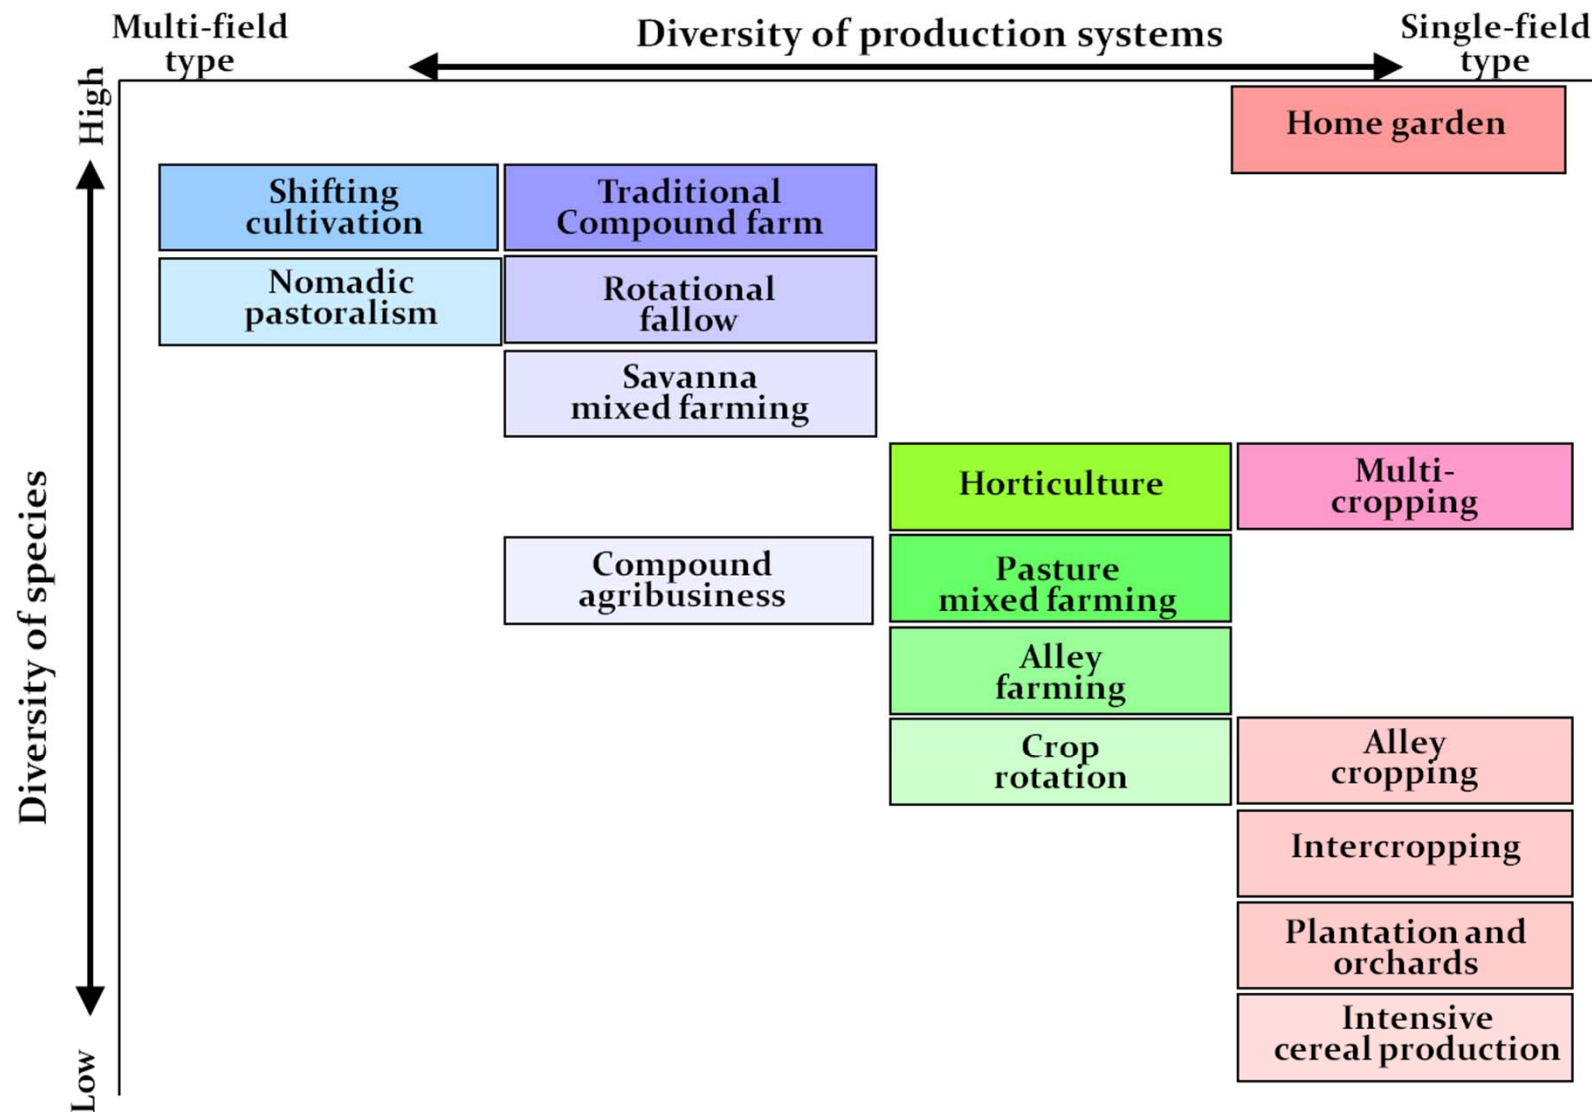 Multi-field
type
Diversity of production systems
Single-field
type
High
Diversity of species
Low
Home garden
Shifting
cultivation
Traditional
Compound farm
Nomadic
pastoralism
Rotational
fallow
Savanna
mixed farming
Horticulture
Multi-
cropping
Compound
agribusiness
Pasture
mixed farming
Alley
farming
Crop
rotation
Alley
cropping
Intercropping
Plantation and
orchards
Intensive
cereal production